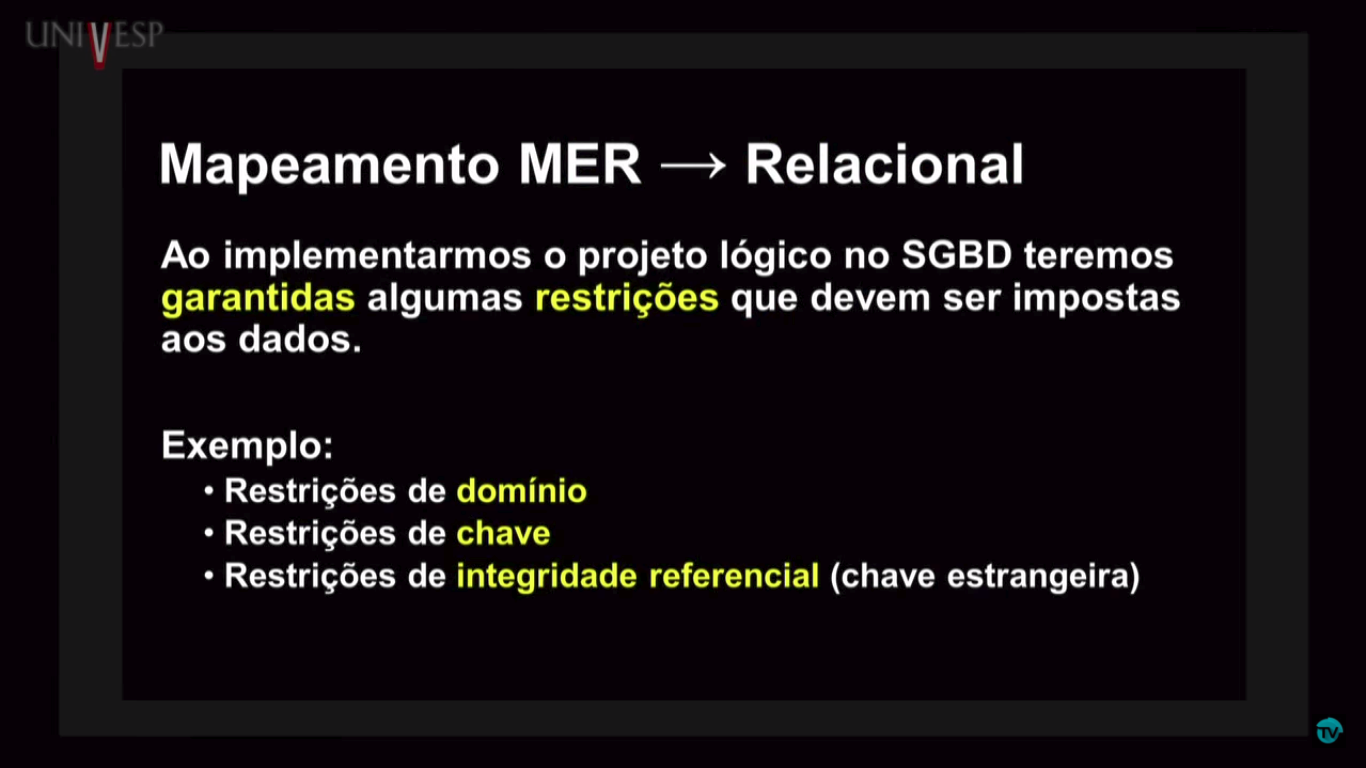 UNIVESP
Mapeamento MER → Relacional
Ao implementarmos o projeto lógico no SGBD teremos
garantidas algumas restrições que devem ser impostas
aos dados.
Exemplo:
• Restrições de domínio
• Restrições de chave
• Restrições de integridade referencial (chave estrangeira)
TV